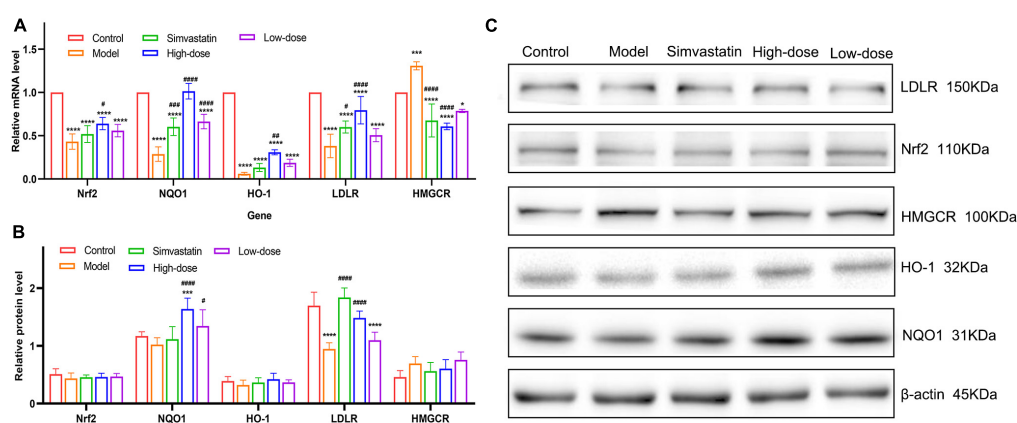 A
Control
Simvastatin
Low-dose
Model
High-dose
Relative mRNA level
1.5
1.0
0.5
0.0
**** **** # **** ****
**** ### **** #### #### ****
**** **** ## **** ****
**** # **** #### **** ****
*** #### **** #### **** *
Nrf2 NQO1 HO-1 LDLR HMGCR
Gene
B
Control
Simvastatin
Low-dose
Model
High-dose
Relative protein level
2
1
0
#### *** #
**** #### #### ****
Nrf2 NQO1 HO-1 LDLR HMGCR
C
Control Model Simvastatin High-dose Low-dose
LDLR 150KDa
Nrf2 110KDa
HMGCR 100KDa
HO-1 32KDa
NQO1 31KDa
β-actin 45KDa